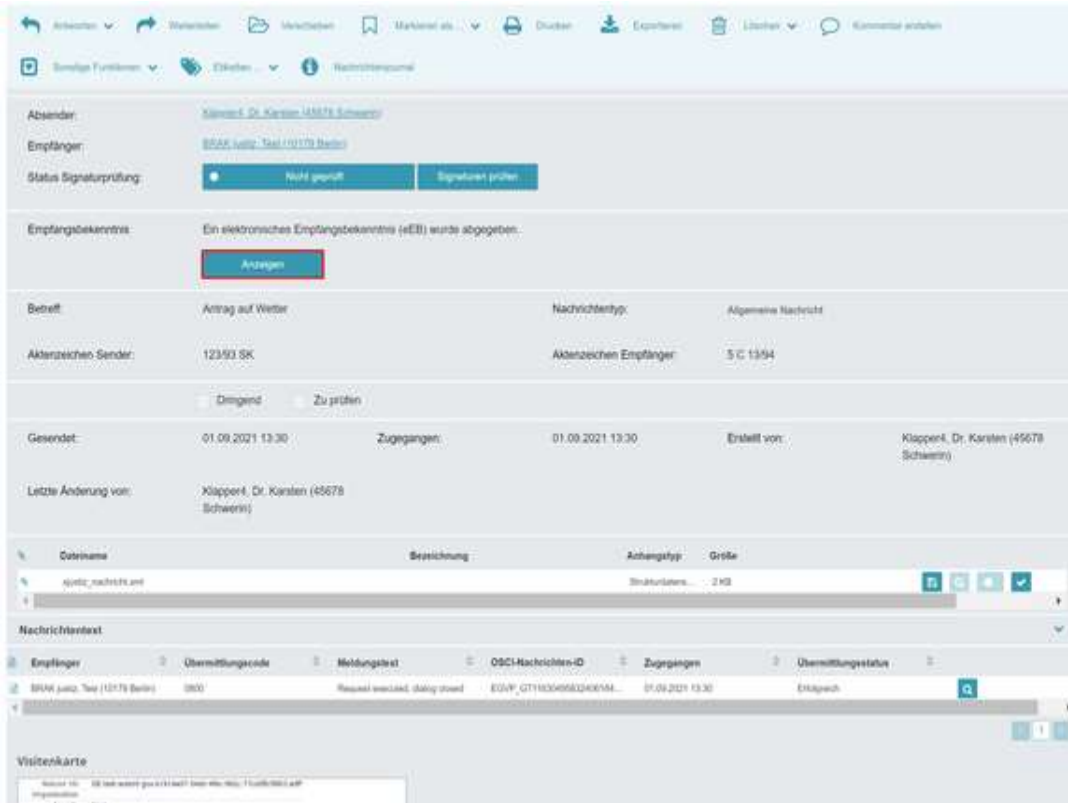 Antworten Weiterleiten Verschieben Markieren als... Drucken Exportieren Löschen Kommentar erstellen
Sonstige Funktionen Etiketten ... Nachrichtenjournal
Absender: Klapper4, Dr. Karsten (45678 Schwerin)
Empfänger: BRAK justiz, Test (10179 Berlin)
Status Signaturprüfung: Nicht geprüft Signaturen prüfen
Empfangsbekenntnis Ein elektronisches Empfangsbekenntnis (eEB) wurde abgegeben.
Anzeigen
Betreff: Antrag auf Wetter Nachrichtentyp: Allgemeine Nachricht
Aktenzeichen Sender: 123/93 SK Aktenzeichen Empfänger: 5 C 13/94
Dringend Zu prüfen
Gesendet: 01.09.2021 13:30 Zugegangen: 01.09.2021 13:30 Erstellt von: Klapper4, Dr. Karsten (45678
Schwerin)
Letzte Änderung von: Klapper4, Dr. Karsten (45678
Schwerin)
Dateiname Bezeichnung Anhangstyp Größe
xjustiz_nachricht.xml Strukturdatens... 2 KB
Nachrichtentext
Empfänger Übermittlungscode Meldungstext OSCI-Nachrichten-ID Zugegangen Übermittlungsstatus
BRAK justiz, Test (10179 Berlin) 0800 Request executed, dialog closed 01.09.2021 13:30 Erfolgreich
1
Visitenkarte